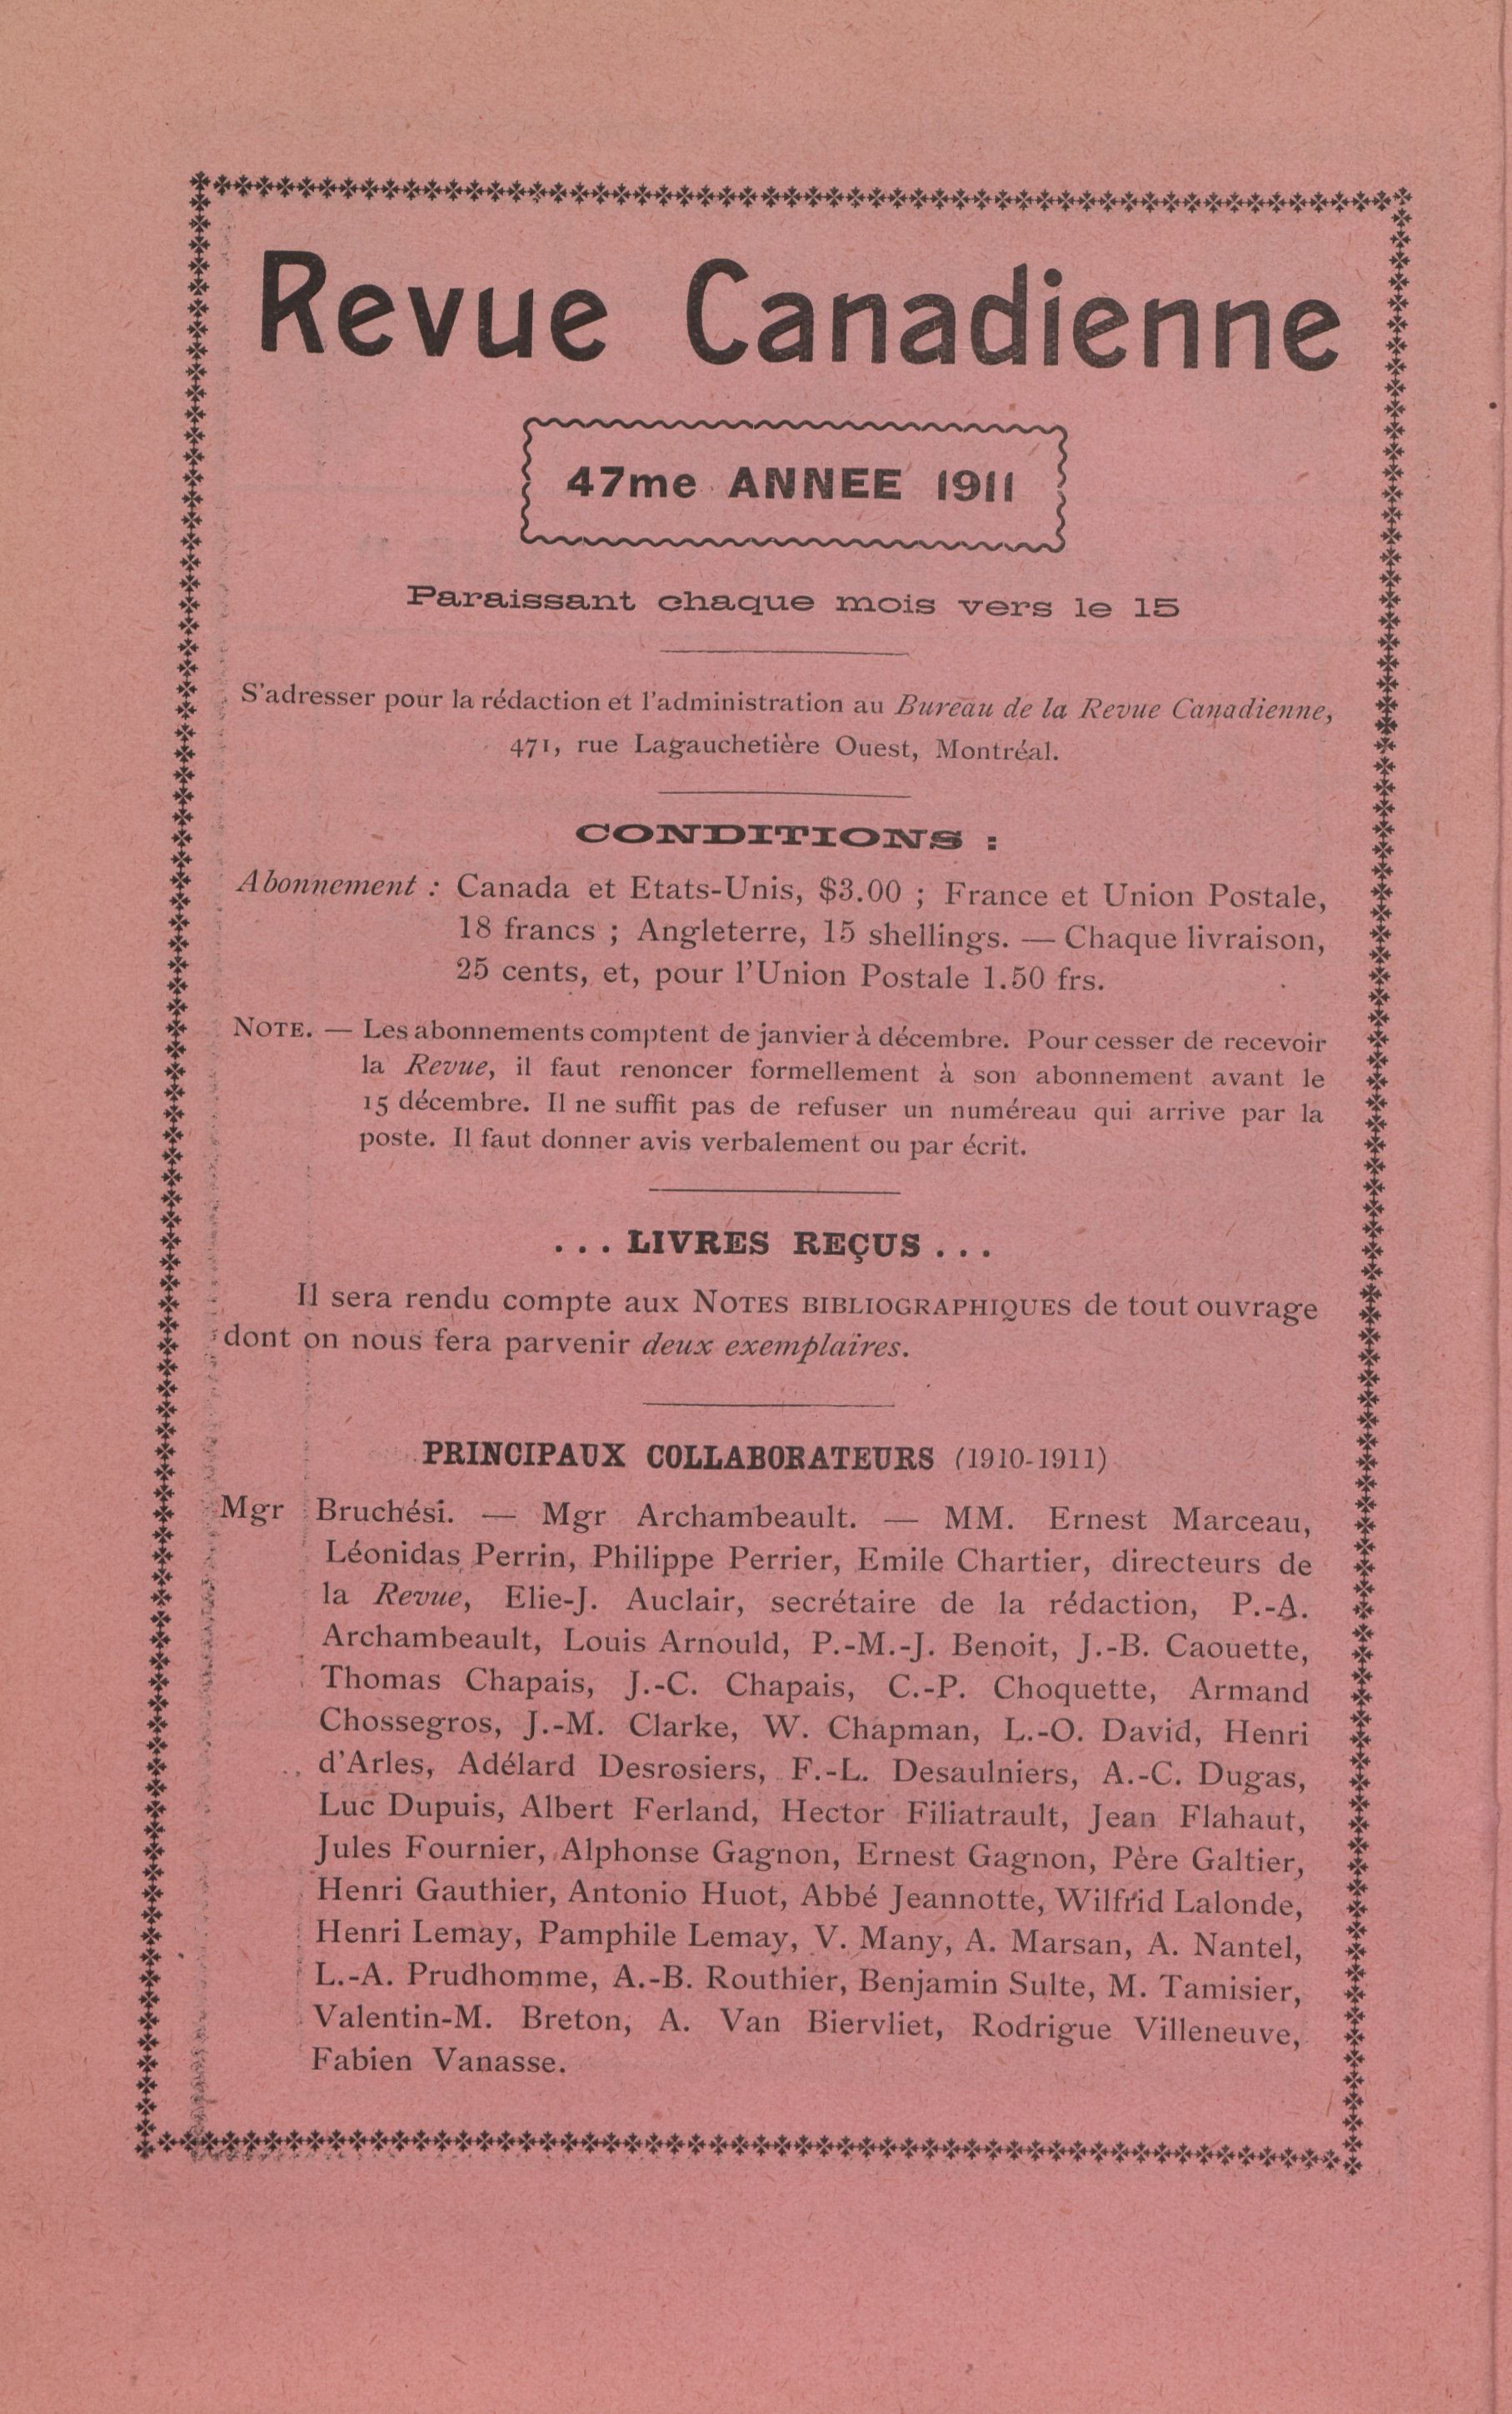 Revue Canadienne
47me ANNEE 1911
Paraissant chaque mois vers le 15
S'adresser pour la rédaction et l'administration au Bureau de la Revue Canadienne,
471, rue Lagauchetière Ouest, Montréal.
CONDITIONS :
Abonnement : Canada et Etats-Unis, $3.00 ; France et Union Postale,
18 francs ; Angleterre, 15 shellings. — Chaque livraison,
25 cents, et, pour l'Union Postale 1.50 frs.
NOTE. — Les abonnements comptent de janvier à décembre. Pour cesser de recevoir
la Revue, il faut renoncer formellement à son abonnement avant le
15 décembre. Il ne suffit pas de refuser un numéreau qui arrive par la
poste. Il faut donner avis verbalement ou par écrit.
... LIVRES REÇUS ...
Il sera rendu compte aux NOTES BIBLIOGRAPHIQUES de tout ouvrage
dont on nous fera parvenir deux exemplaires.
PRINCIPAUX COLLABORATEURS (1910-1911)
Mgr Bruchési. — Mgr Archambeault. — MM. Ernest Marceau,
Léonidas Perrin, Philippe Perrier, Emile Chartier, directeurs de
la Revue, Elie-J. Auclair, secrétaire de la rédaction, P.-A.
Archambeault, Louis Arnould, P.-M.-J. Benoit, J.-B. Caouette,
Thomas Chapais, J.-C. Chapais, C.-P. Choquette, Armand
Chossegros, J.-M. Clarke, W. Chapman, L.-O. David, Henri
d'Arles, Adélard Desrosiers, F.-L. Desaulniers, A.-C. Dugas,
Luc Dupuis, Albert Ferland, Hector Filiatrault, Jean Flahaut,
Jules Fournier, Alphonse Gagnon, Ernest Gagnon, Père Galtier,
Henri Gauthier, Antonio Huot, Abbé Jeannotte, Wilfrid Lalonde,
Henri Lemay, Pamphile Lemay, V. Many, A. Marsan, A. Nantel,
L.-A. Prudhomme, A.-B. Routhier, Benjamin Sulte, M. Tamisier,
Valentin-M. Breton, A. Van Biervliet, Rodrigue Villeneuve,
Fabien Vanasse.